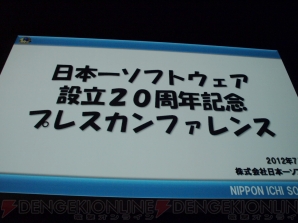 日本一ソフトウェア
設立20周年記念
プレスカンファレンス
2012年7
株式会社日本一ソ
NIPPON ICHI SO
DENGEKIONLINE